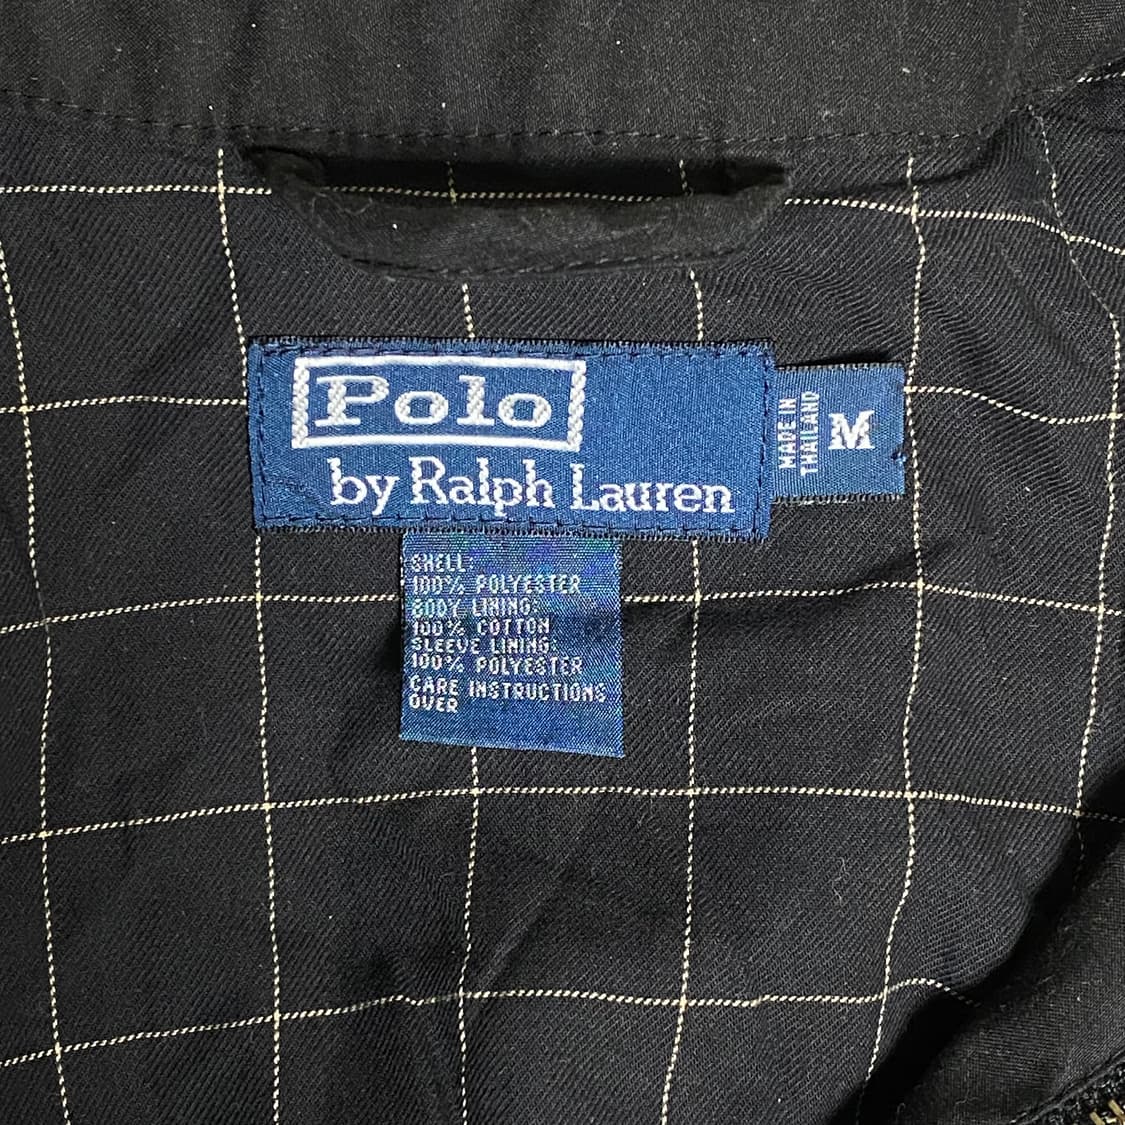 Polo
by Ralph Lauren
MADE IN
THAILAND
M
SHELL:
100% POLYESTER
BODY LINING:
100% COTTON
SLEEVE LINING:
100% POLYESTER
CARE INSTRUCTIONS
OVER